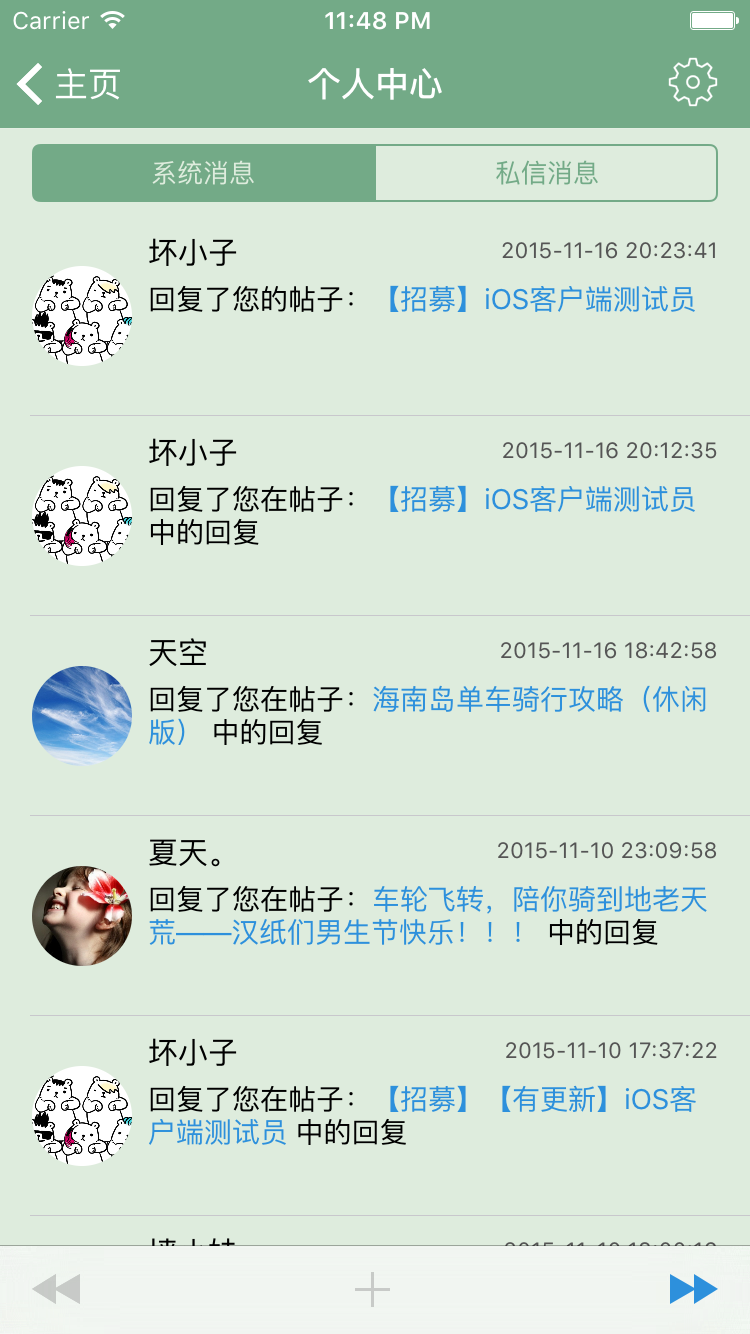 Carrier 11:48 PM
主页 个人中心
系统消息 私信消息
坏小子 2015-11-16 20:23:41
回复了您的帖子：【招募】iOS客户端测试员
坏小子 2015-11-16 20:12:35
回复了您在帖子：【招募】iOS客户端测试员
中的回复
天空 2015-11-16 18:42:58
回复了您在帖子：海南岛单车骑行攻略（休闲
版） 中的回复
夏天。 2015-11-10 23:09:58
回复了您在帖子：车轮飞转，陪你骑到地老天
荒——汉纸们男生节快乐！！！ 中的回复
坏小子 2015-11-10 17:37:22
回复了您在帖子：【招募】【有更新】iOS客
户端测试员 中的回复